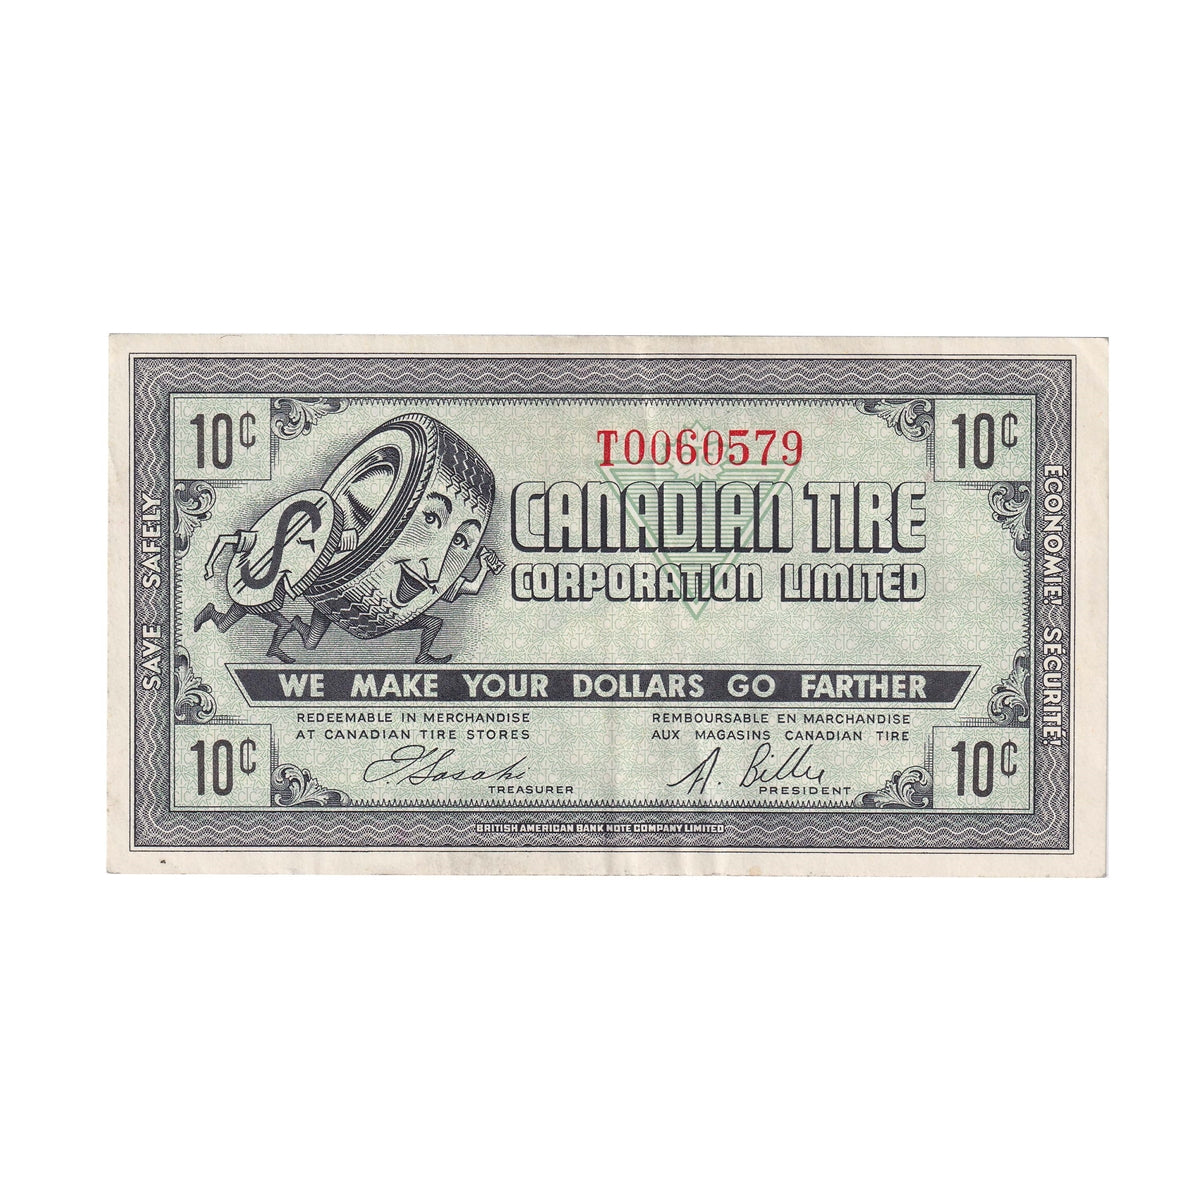 10¢
T0060579
10¢
CANADIAN TIRE
CORPORATION LIMITED
$
SAVE SAFELY
ÉCONOMIE! SÉCURITÉ!
WE MAKE YOUR DOLLARS GO FARTHER
REDEEMABLE IN MERCHANDISE
AT CANADIAN TIRE STORES
REMBOURSABLE EN MARCHANDISE
AUX MAGASINS CANADIAN TIRE
10¢
TREASURER
A. Billes
PRESIDENT
10¢
BRITISH AMERICAN BANK NOTE COMPANY LIMITED